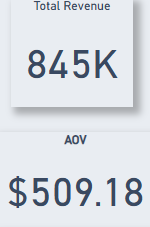 Total Revenue
845K
AOV
$509.18